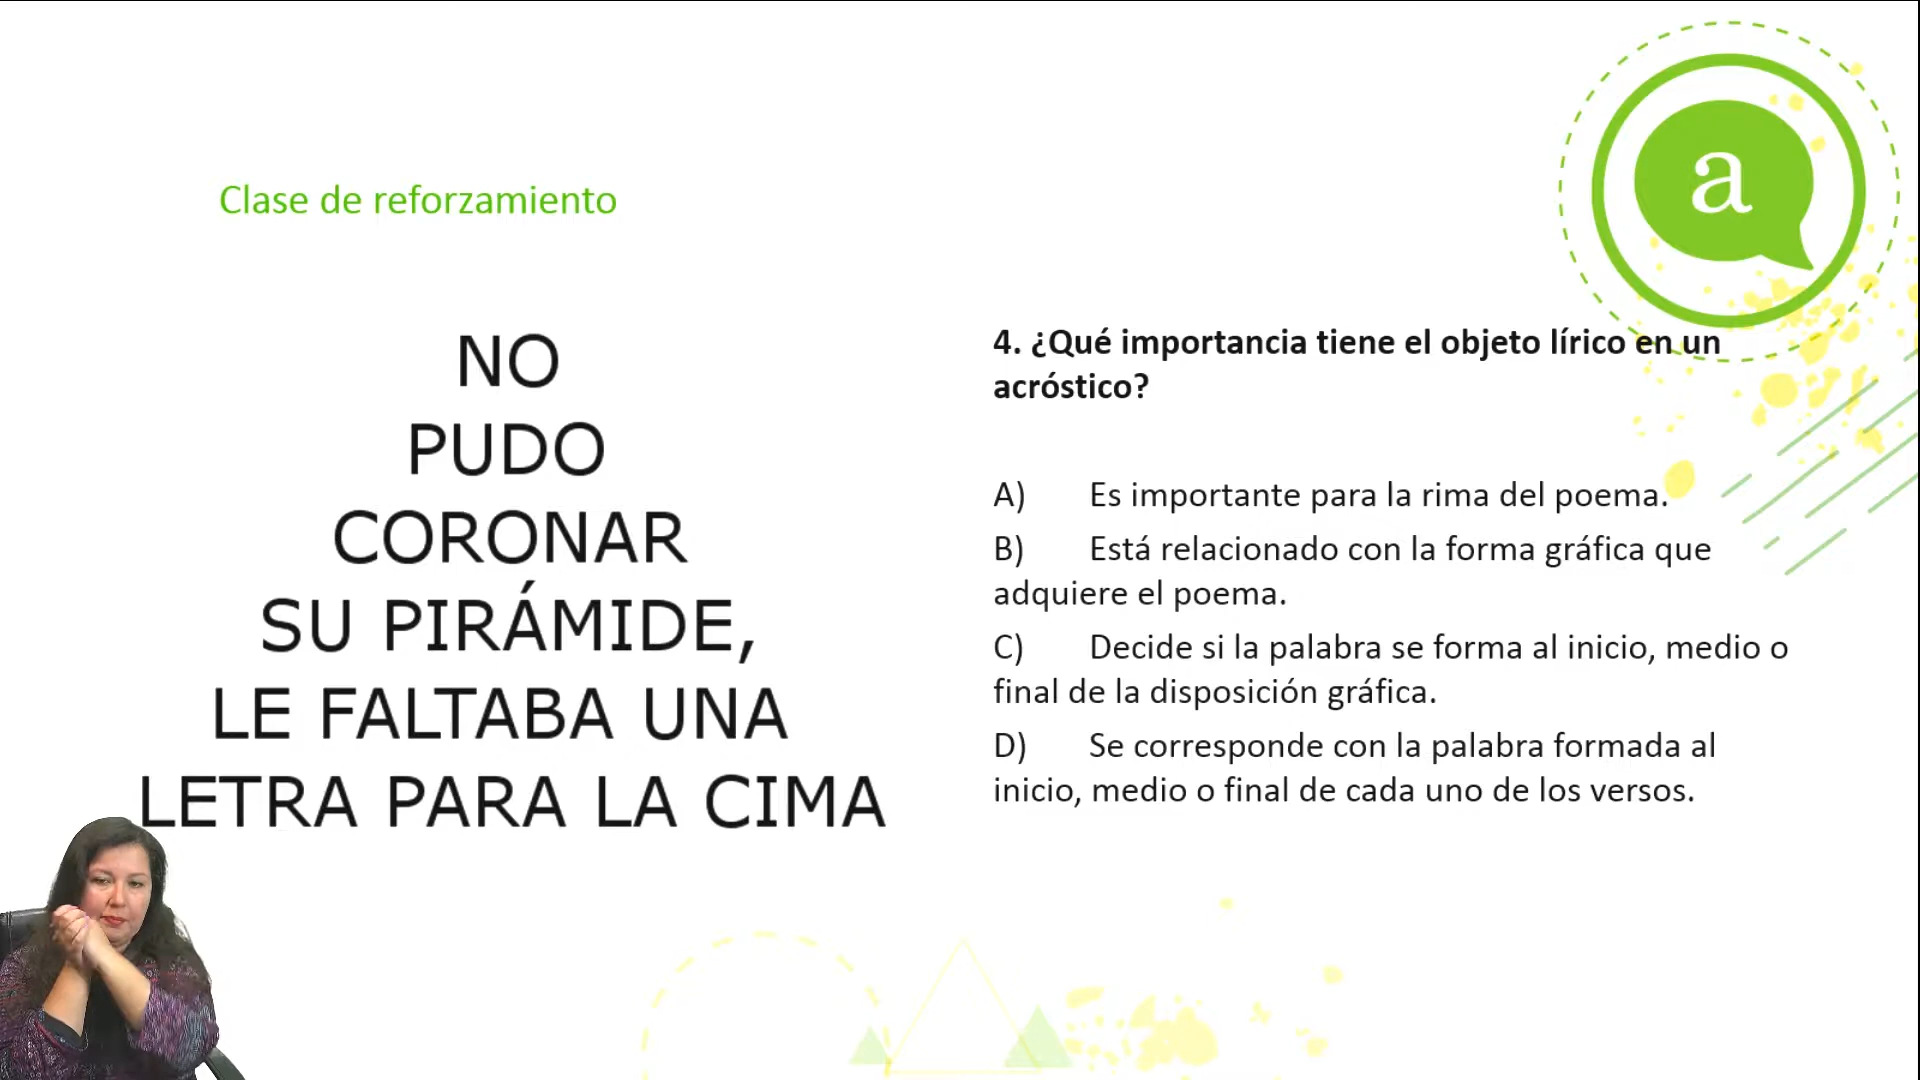 a
Clase de reforzamiento
NO
PUDO
CORONAR
SU PIRÁMIDE,
LE FALTABA UNA
LETRA PARA LA CIMA
4. ¿Qué importancia tiene el objeto lírico en un
acróstico?
A) Es importante para la rima del poema.
B) Está relacionado con la forma gráfica que
adquiere el poema.
C) Decide si la palabra se forma al inicio, medio o
final de la disposición gráfica.
D) Se corresponde con la palabra formada al
inicio, medio o final de cada uno de los versos.